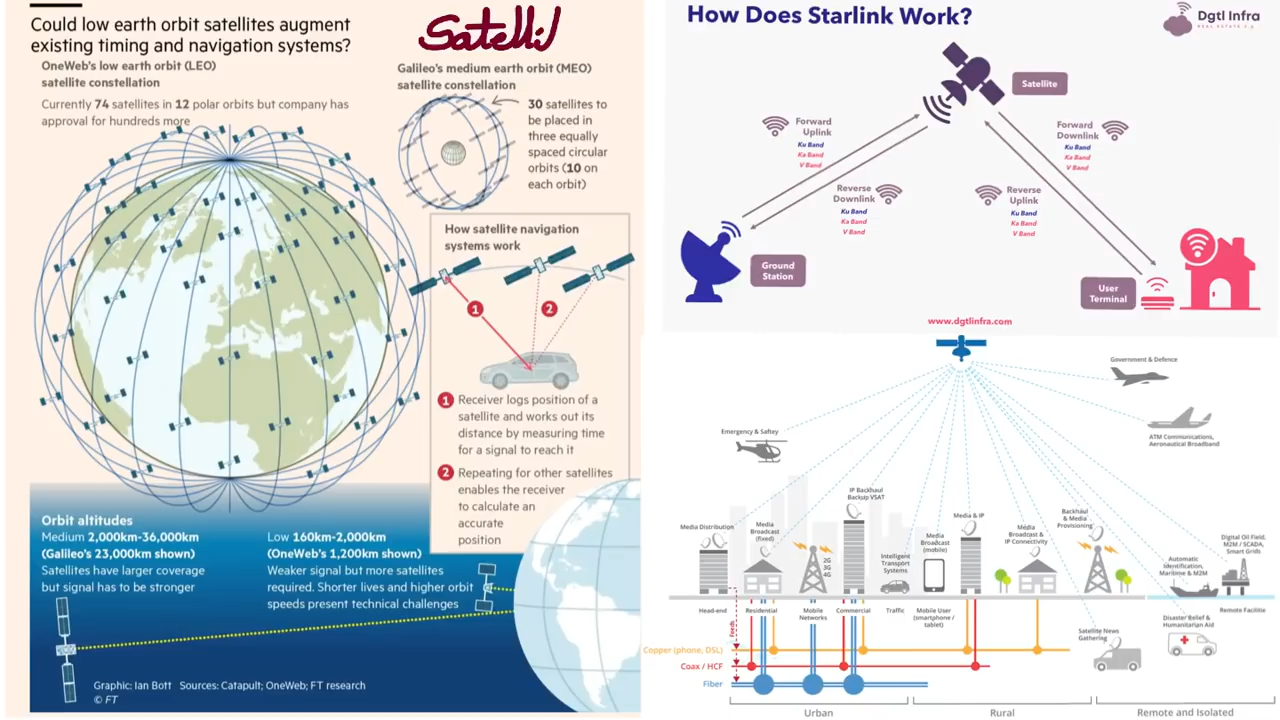 Could low earth orbit satellites augment
existing timing and navigation systems?
OneWeb's low earth orbit (LEO)
satellite constellation
Currently 74 satellites in 12 polar orbits but company has
approval for hundreds more
Galileo's medium earth orbit (MEO)
satellite constellation
30 satellites to
be placed in
three equally
spaced circular
orbits (10 on
each orbit)
How satellite navigation
systems work
1
2
1 Receiver logs position of a
satellite and works out its
distance by measuring time
for a signal to reach it
2 Repeating for other satellites
enables the receiver
to calculate an
accurate
position
Orbit altitudes
Medium 2,000km-36,000km
(Galileo's 23,000km shown)
Satellites have larger coverage
but signal has to be stronger
Low 160km-2,000km
(OneWeb's 1,200km shown)
Weaker signal but more satellites
required. Shorter lives and higher orbit
speeds present technical challenges
Graphic: Ian Bott Sources: Catapult; OneWeb; FT research
© FT
How Does Starlink Work?
Dgtl Infra
Satellite
Forward
Uplink
Ku Band
Ka Band
V Band
Forward
Downlink
Ku Band
Ka Band
V Band
Reverse
Downlink
Ku Band
Ka Band
V Band
Reverse
Uplink
Ku Band
Ka Band
V Band
Ground
Station
User
Terminal
www.dgtlinfra.com
Government & Defence
ATM Communications,
Aeronautical Broadband
Emergency & Saftey
IP Backhaul
Backup VSAT
Media Distribution
Media
Broadcast
(fixed)
2G
3G
4G
Intelligent
Transport
Systems
Media
Broadcast
(mobile)
Media & IP
Media
Broadcast &
IP Connectivity
Backhaul
& Media
Provisioning
Automatic
Identification,
Maritime & M2M
Digital Oil Field,
M2M / SCADA,
Smart Grids
Head-end
Residential
Mobile
Networks
Commercial
Traffic
Mobile User
(smartphone /
tablet)
Remote Facilitie
Satellite News
Gathering
Disaster Belief &
Humanitarian Aid
Feeds
Copper (phone, DSL)
Coax / HCF
Fiber
Urban
Rural
Remote and Isolated